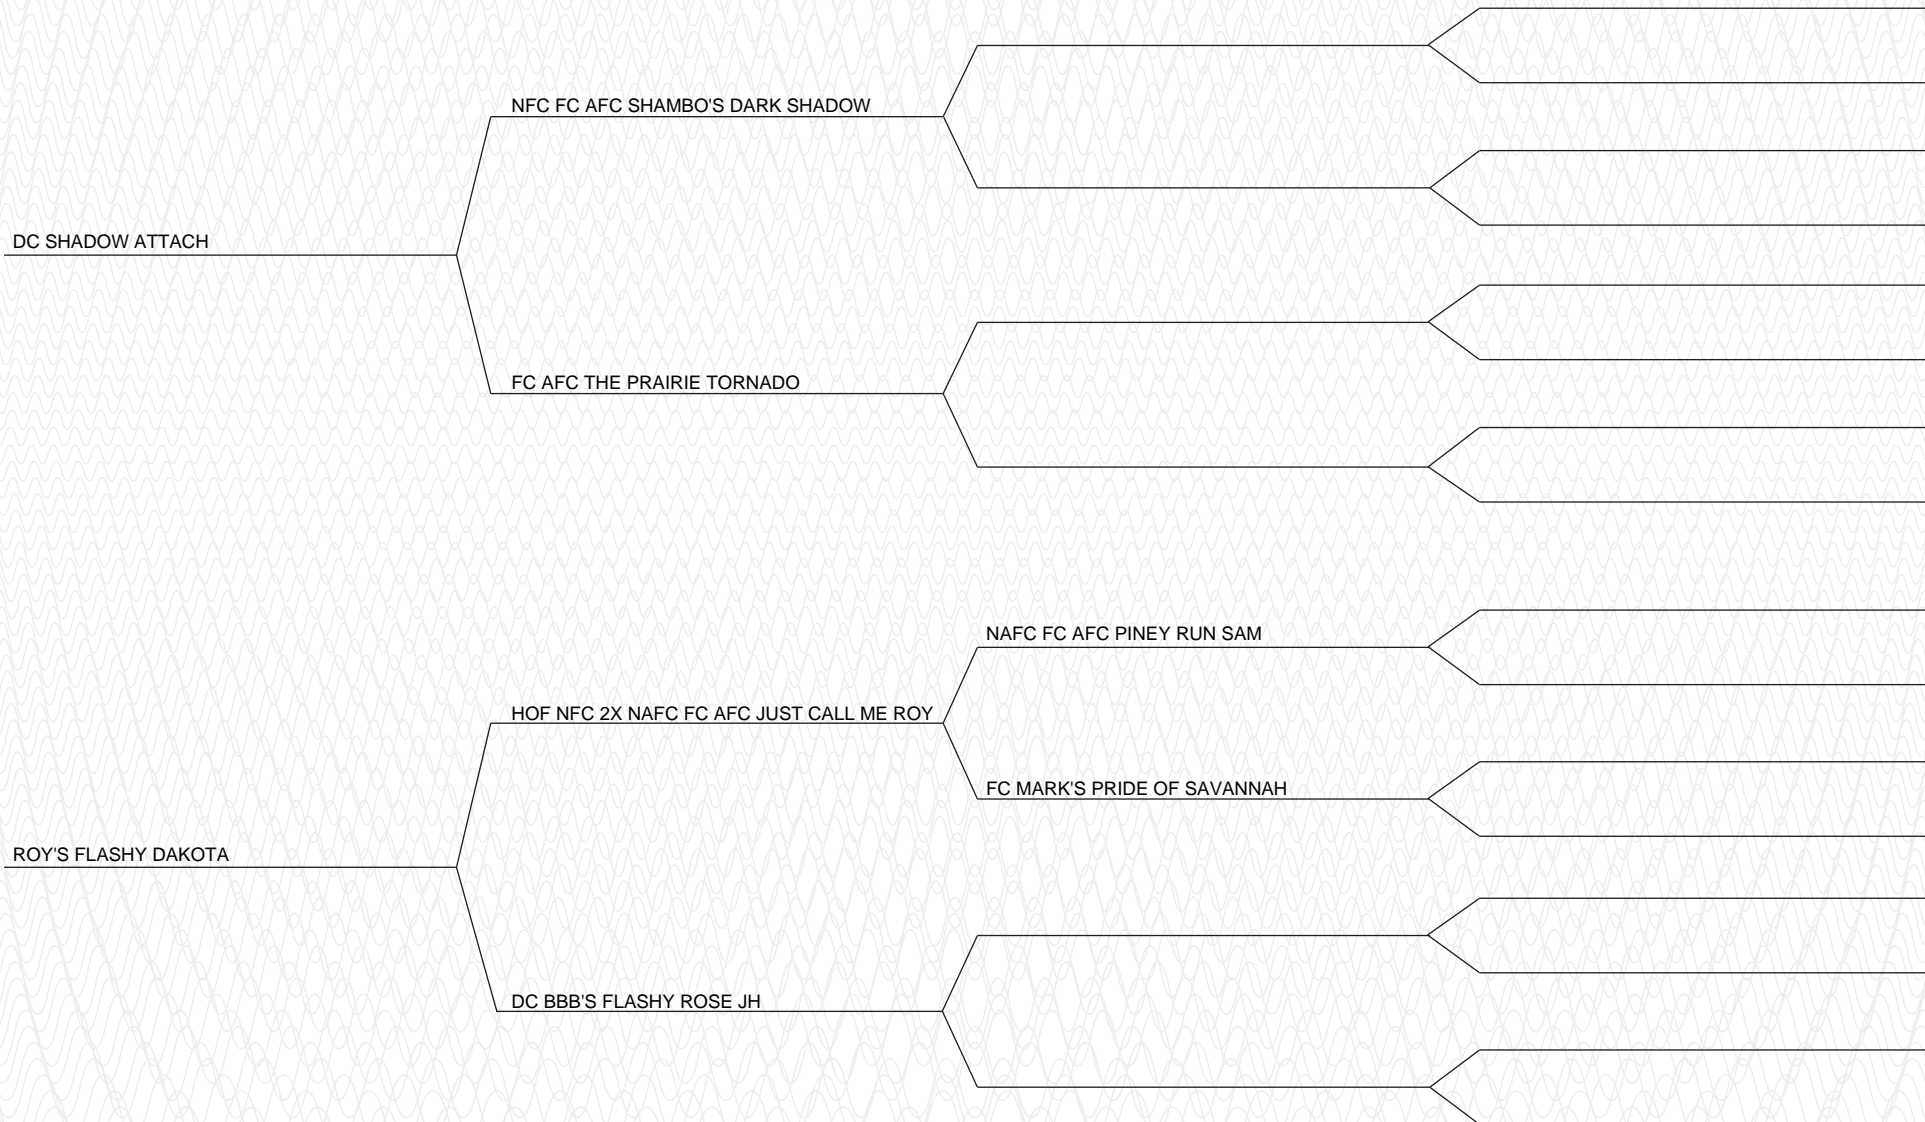 NFC FC AFC SHAMBO'S DARK SHADOW
DC SHADOW ATTACH
FC AFC THE PRAIRIE TORNADO
NAFC FC AFC PINEY RUN SAM
HOF NFC 2X NAFC FC AFC JUST CALL ME ROY
FC MARK'S PRIDE OF SAVANNAH
ROY'S FLASHY DAKOTA
DC BBB'S FLASHY ROSE JH